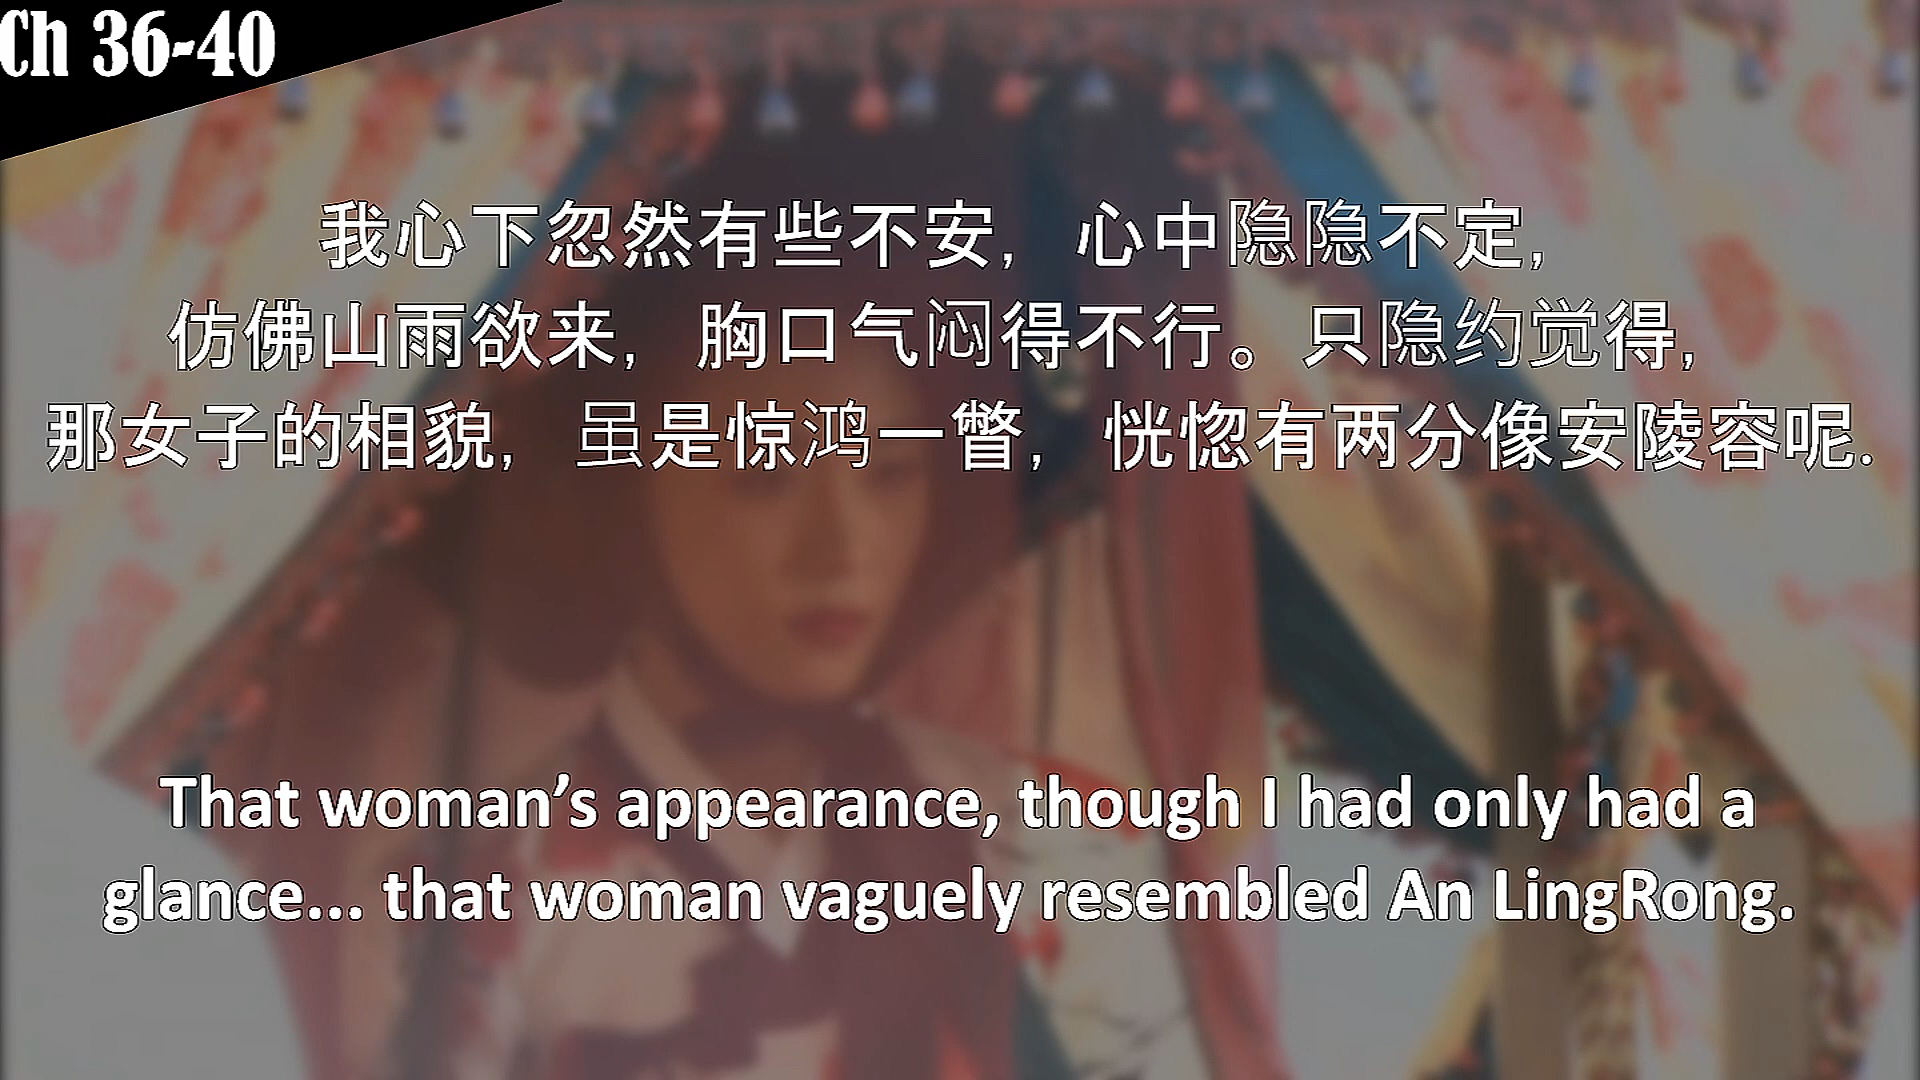 Ch 36-40
我心下忽然有些不安，心中隐隐不定，
仿佛山雨欲来，胸口气闷得不行。只隐约觉得，
那女子的相貌，虽是惊鸿一瞥，恍惚有两分像安陵容呢.
That woman’s appearance, though I had only had a
glance... that woman vaguely resembled An LingRong.